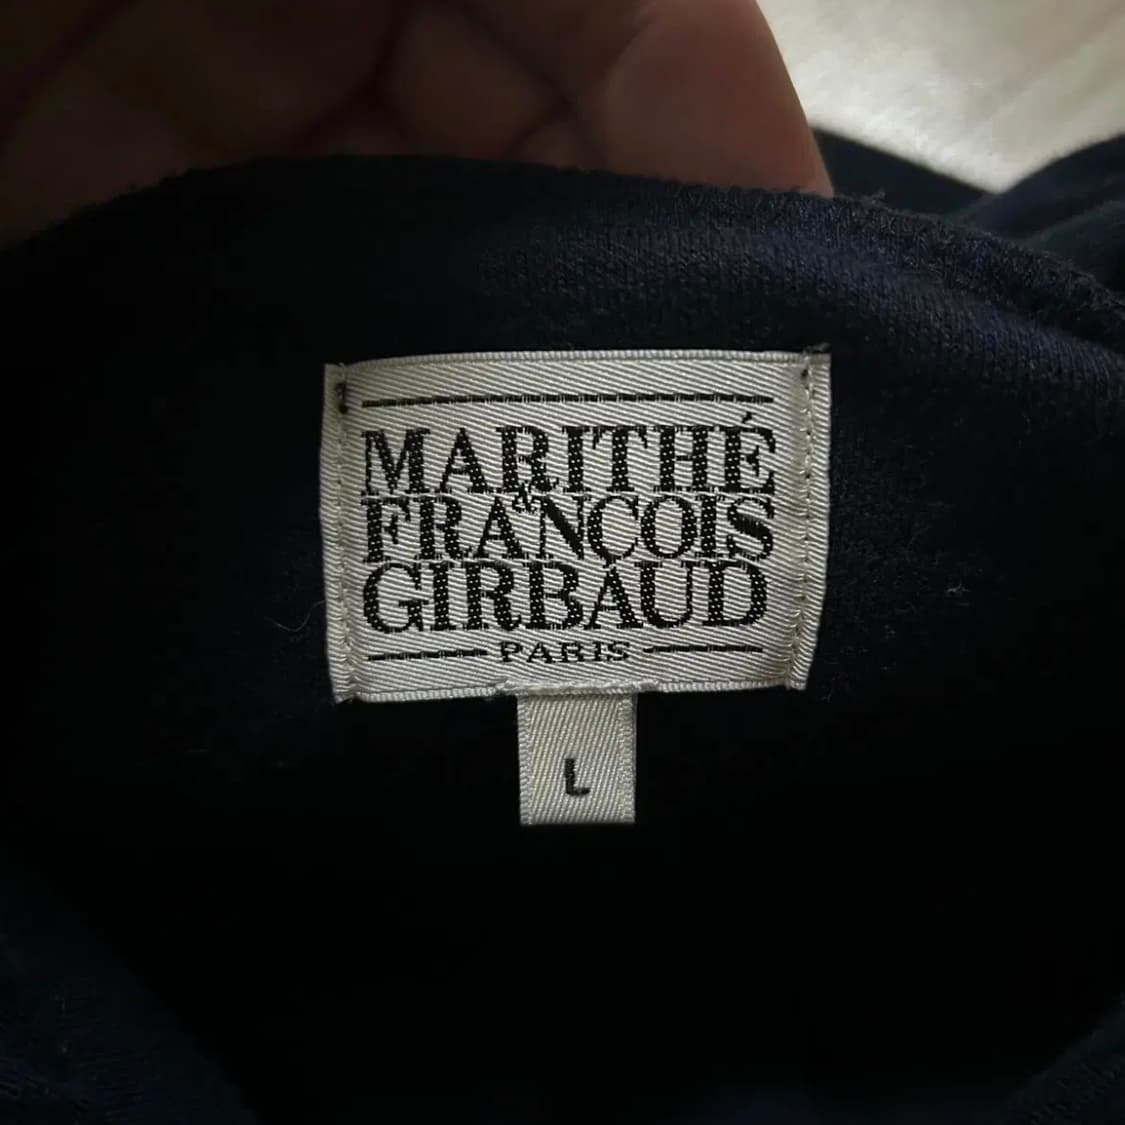 MARITHÉ
&
FRANÇOIS
GIRBAUD
PARIS
L